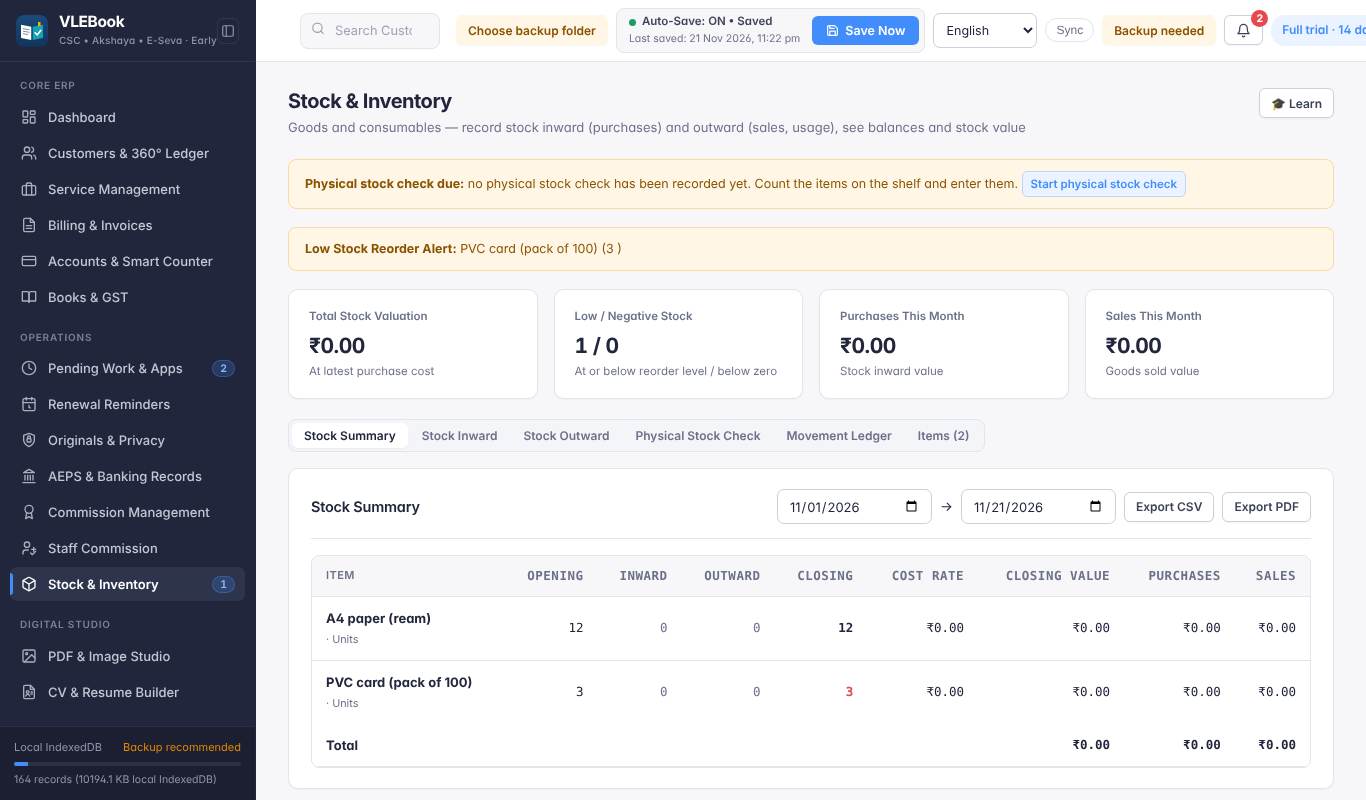 VLEBook
CSC • Akshaya • E-Seva · Early
Choose backup folder
Auto-Save: ON • Saved
Last saved: 21 Nov 2026, 11:22 pm
Save Now
English
Sync
Backup needed
2
Full trial · 14
CORE ERP
Dashboard
Customers & 360° Ledger
Service Management
Billing & Invoices
Accounts & Smart Counter
Books & GST
OPERATIONS
Pending Work & Apps 2
Renewal Reminders
Originals & Privacy
AEPS & Banking Records
Commission Management
Staff Commission
Stock & Inventory 1
DIGITAL STUDIO
PDF & Image Studio
CV & Resume Builder
Local IndexedDB Backup recommended
164 records (10194.1 KB local IndexedDB)
Stock & Inventory
Goods and consumables — record stock inward (purchases) and outward (sales, usage), see balances and stock value
Learn
Physical stock check due: no physical stock check has been recorded yet. Count the items on the shelf and enter them. Start physical stock check
Low Stock Reorder Alert: PVC card (pack of 100) (3 )
Total Stock Valuation
₹0.00
At latest purchase cost
Low / Negative Stock
1 / 0
At or below reorder level / below zero
Purchases This Month
₹0.00
Stock inward value
Sales This Month
₹0.00
Goods sold value
Stock Summary Stock Inward Stock Outward Physical Stock Check Movement Ledger Items (2)
Stock Summary
11/01/2026 → 11/21/2026 Export CSV Export PDF
ITEM OPENING INWARD OUTWARD CLOSING COST RATE CLOSING VALUE PURCHASES SALES
A4 paper (ream)
· Units
12 0 0 12 ₹0.00 ₹0.00 ₹0.00 ₹0.00
PVC card (pack of 100)
· Units
3 0 0 3 ₹0.00 ₹0.00 ₹0.00 ₹0.00
Total ₹0.00 ₹0.00 ₹0.00